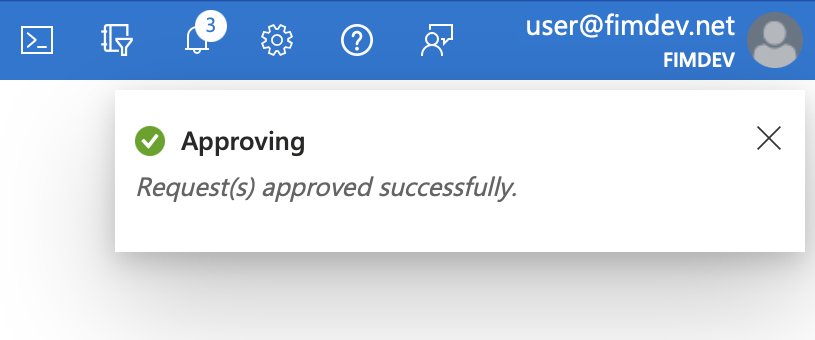 3
user@fimdev.net
FIMDEV
Approving
Request(s) approved successfully.